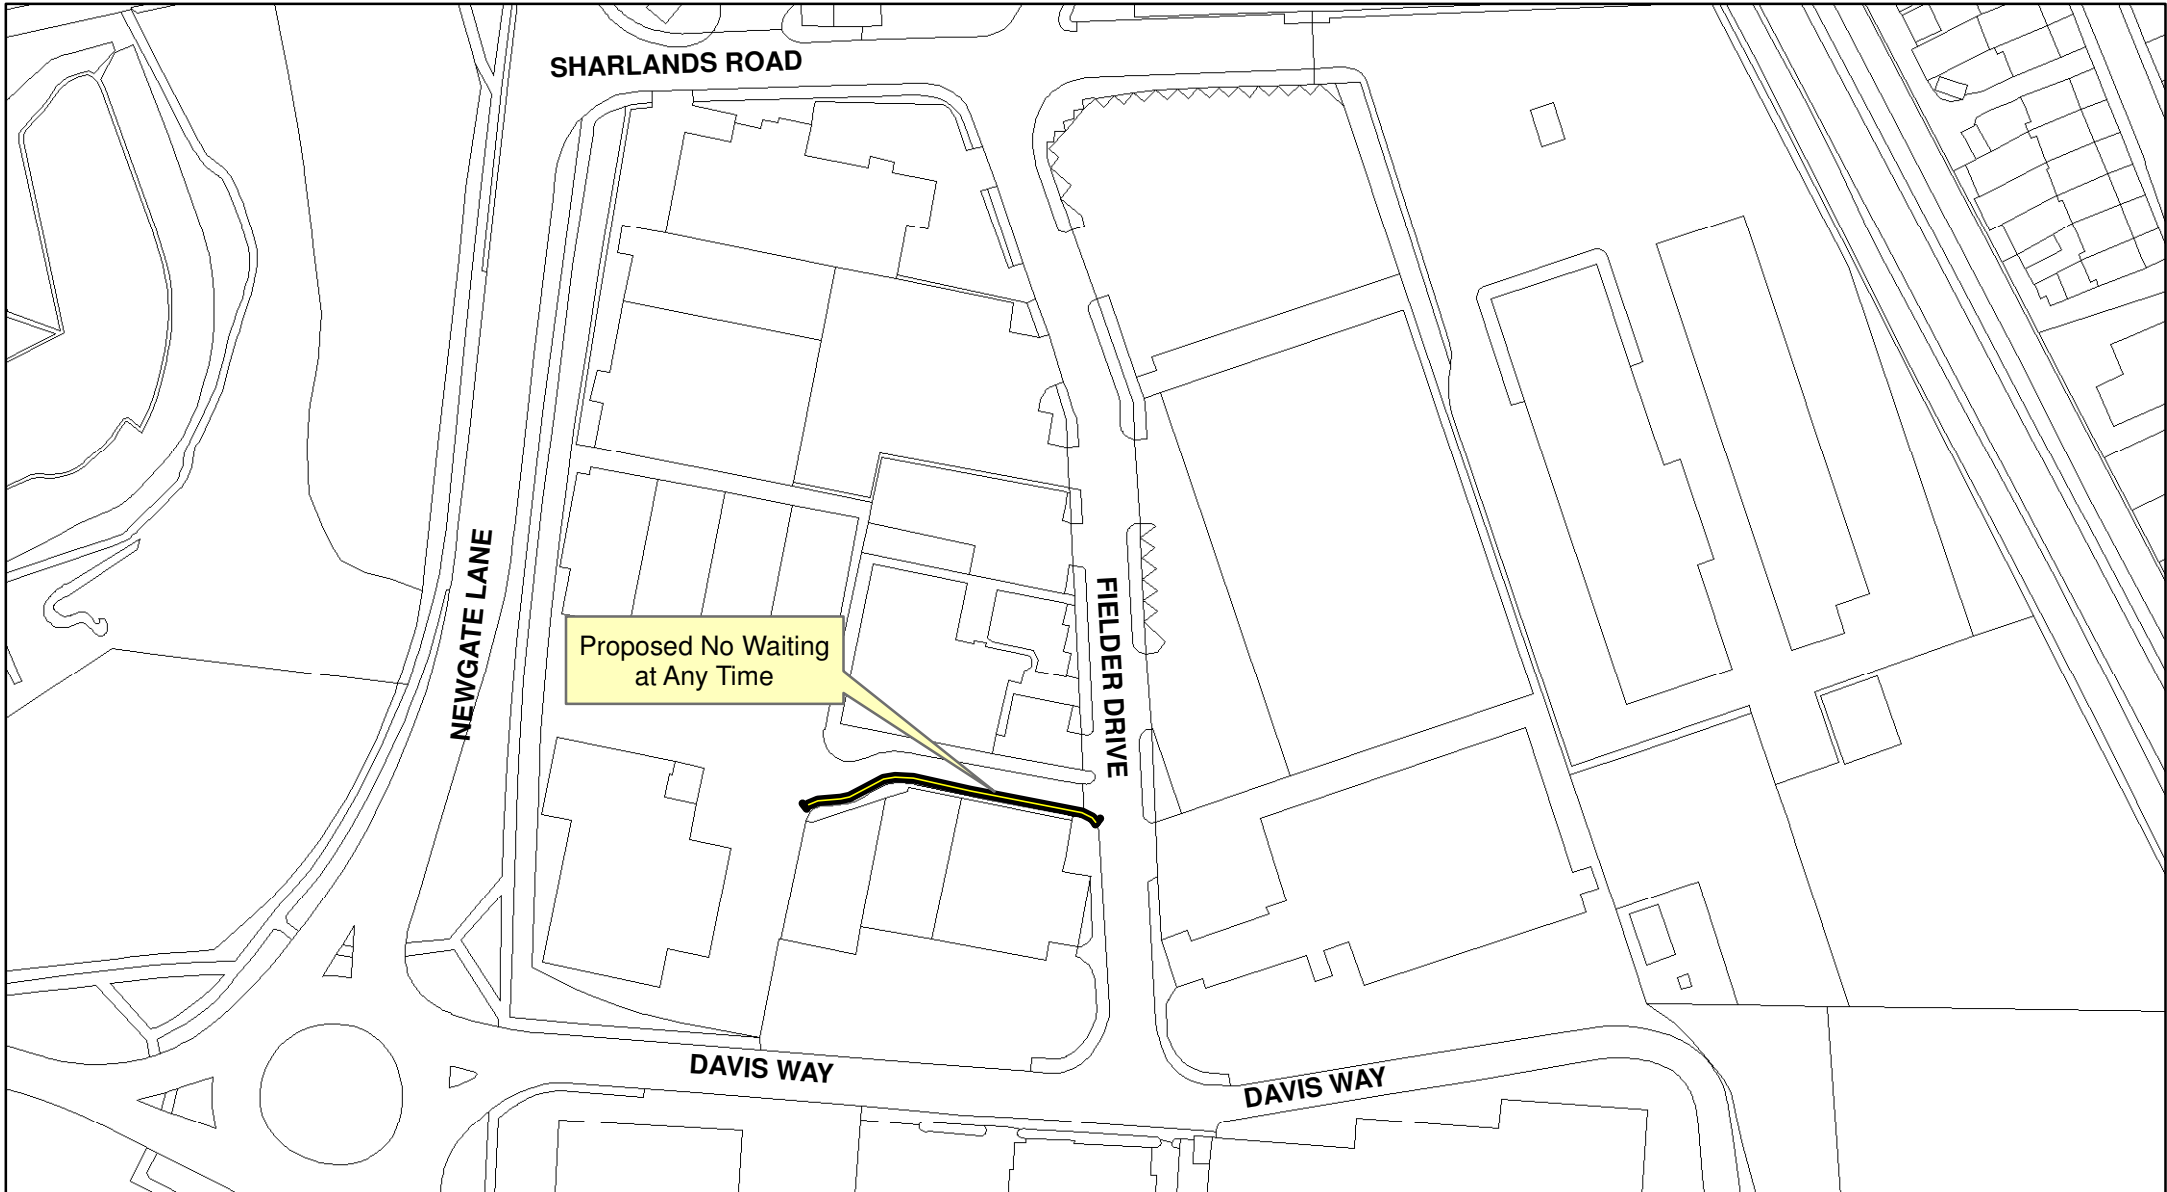 SHARLANDS ROAD
NEWGATE LANE
Proposed No Waiting
at Any Time
FIELDER DRIVE
DAVIS WAY
DAVIS WAY